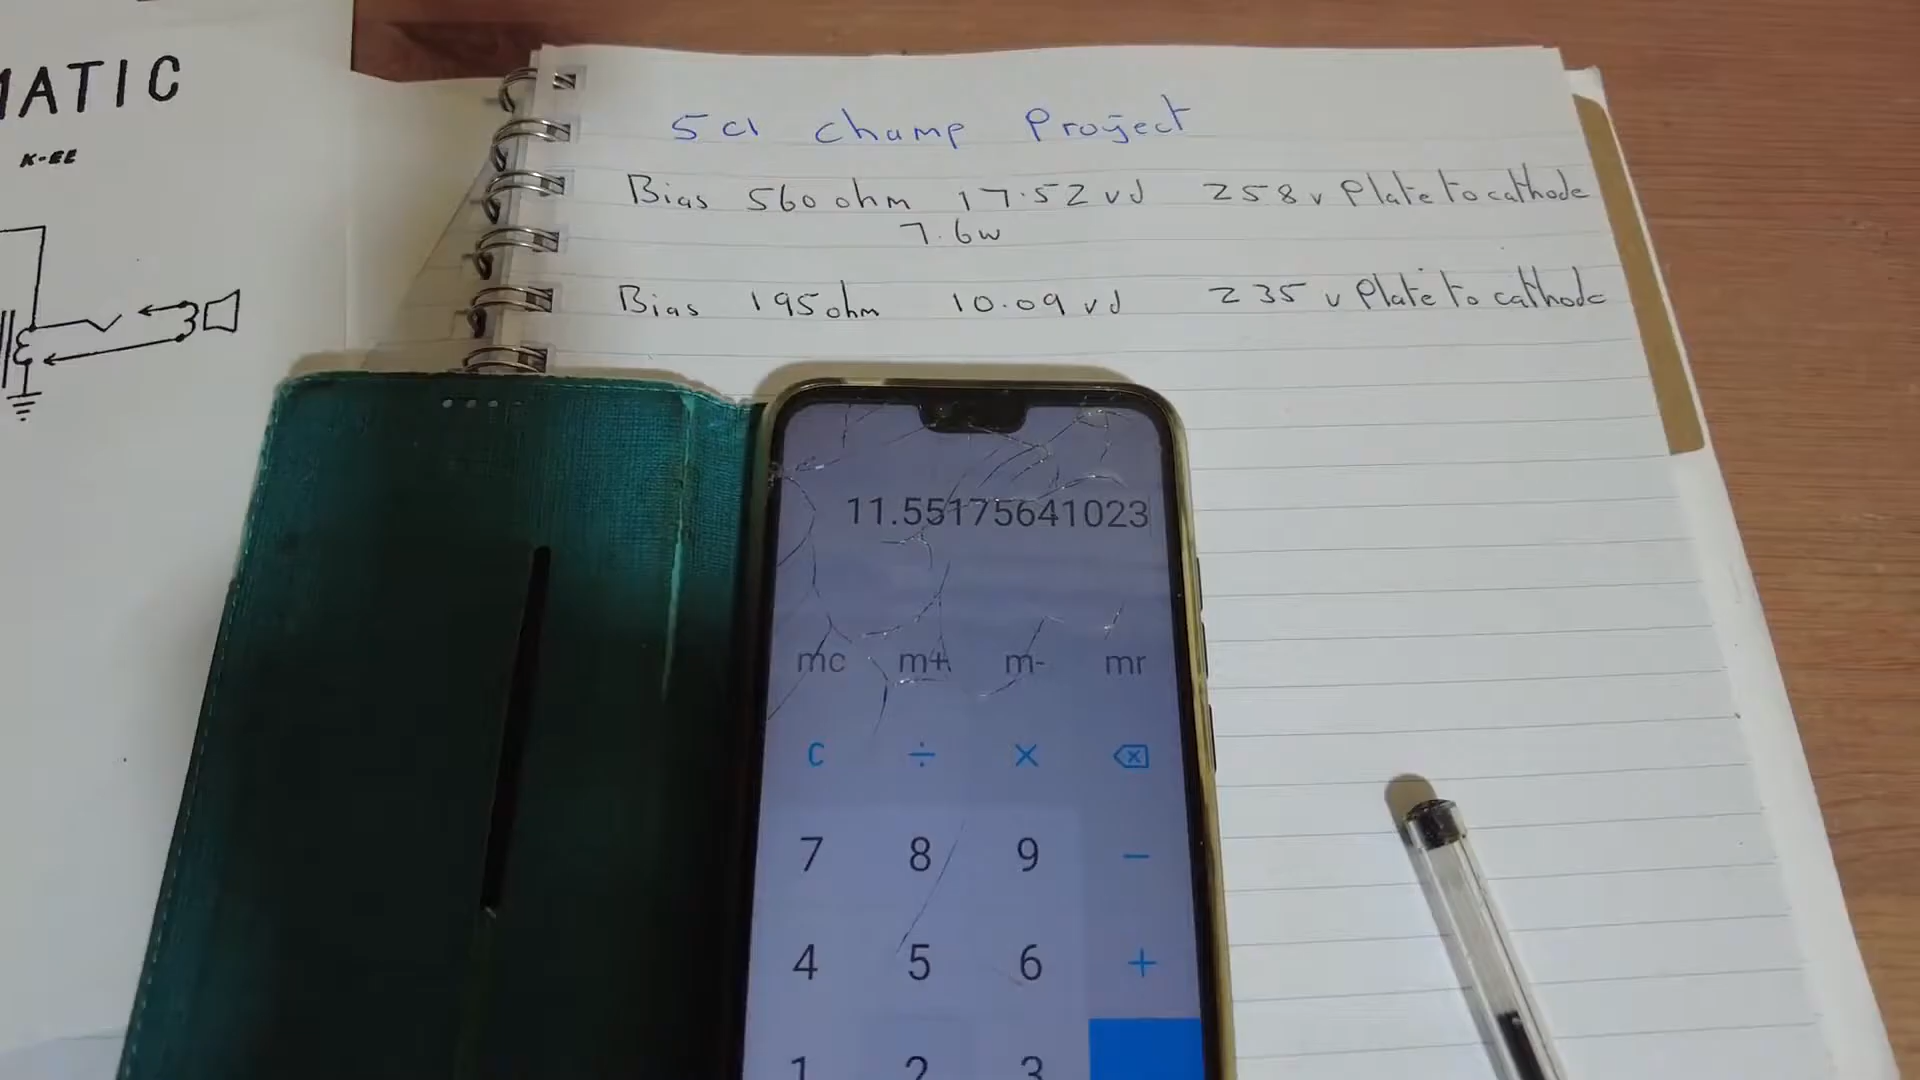 MATIC
K-EE
5c1 champ Project
Bias 560 ohm 17.52 vd 258 v Plate to cathode
7.6w
Bias 195 ohm 10.09 vd 235 v Plate to cathode
11.55175641023
mc m+ m- mr
C ÷ ×
7 8 9 −
4 5 6 +
1 2 3